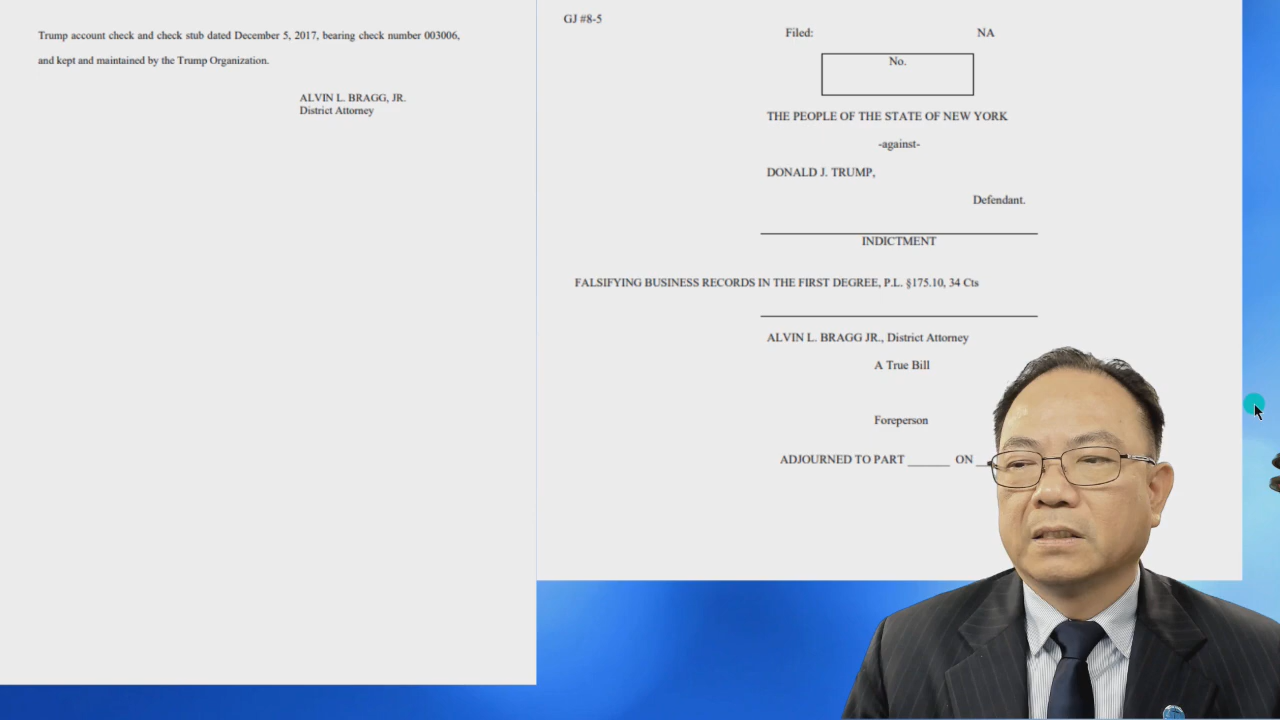 Trump account check and check stub dated December 5, 2017, bearing check number 003006,
and kept and maintained by the Trump Organization.
ALVIN L. BRAGG, JR.
District Attorney
GJ #8-5
Filed: NA
No.
THE PEOPLE OF THE STATE OF NEW YORK
-against-
DONALD J. TRUMP,
Defendant.
INDICTMENT
FALSIFYING BUSINESS RECORDS IN THE FIRST DEGREE, P.L. §175.10, 34 Cts
ALVIN L. BRAGG JR., District Attorney
A True Bill
Foreperson
ADJOURNED TO PART _______ ON __